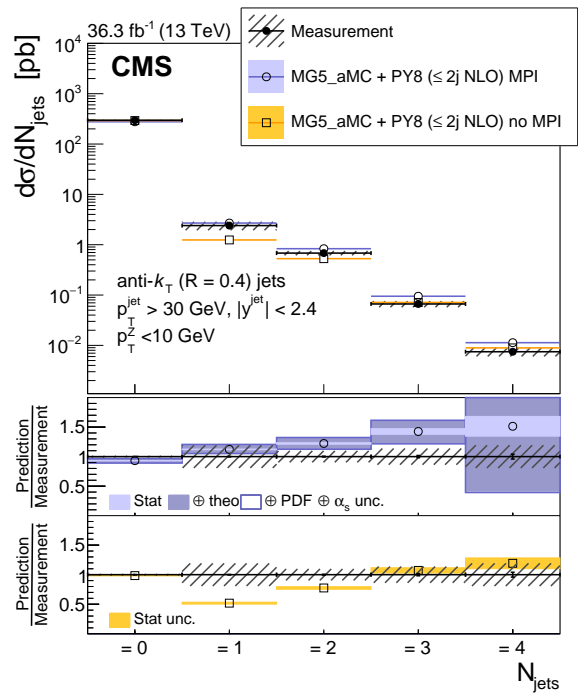 36.3 fb⁻¹ (13 TeV)
CMS
Measurement
MG5_aMC + PY8 (≤ 2j NLO) MPI
MG5_aMC + PY8 (≤ 2j NLO) no MPI
dσ/dN_jets [pb]
10⁴
10³
10²
10
1
10⁻¹
10⁻²
anti-k_T (R = 0.4) jets
p_T^jet > 30 GeV, |y^jet| < 2.4
p_T^Z <10 GeV
Prediction
Measurement
1.5
1
0.5
Stat ⊕ theo ⊕ PDF ⊕ α_s unc.
Prediction
Measurement
1.5
1
0.5
Stat unc.
= 0 = 1 = 2 = 3 = 4
N_jets